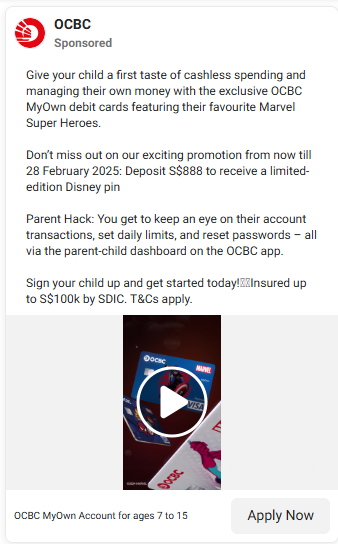 OCBC
Sponsored
Give your child a first taste of cashless spending and
managing their own money with the exclusive OCBC
MyOwn debit cards featuring their favourite Marvel
Super Heroes.
Don’t miss out on our exciting promotion from now till
28 February 2025: Deposit S$888 to receive a limited-
edition Disney pin
Parent Hack: You get to keep an eye on their account
transactions, set daily limits, and reset passwords – all
via the parent-child dashboard on the OCBC app.
Sign your child up and get started today!Insured up
to S$100k by SDIC. T&Cs apply.
OCBC
MARVEL
VISA
OCBC
OCBC MyOwn Account for ages 7 to 15
Apply Now